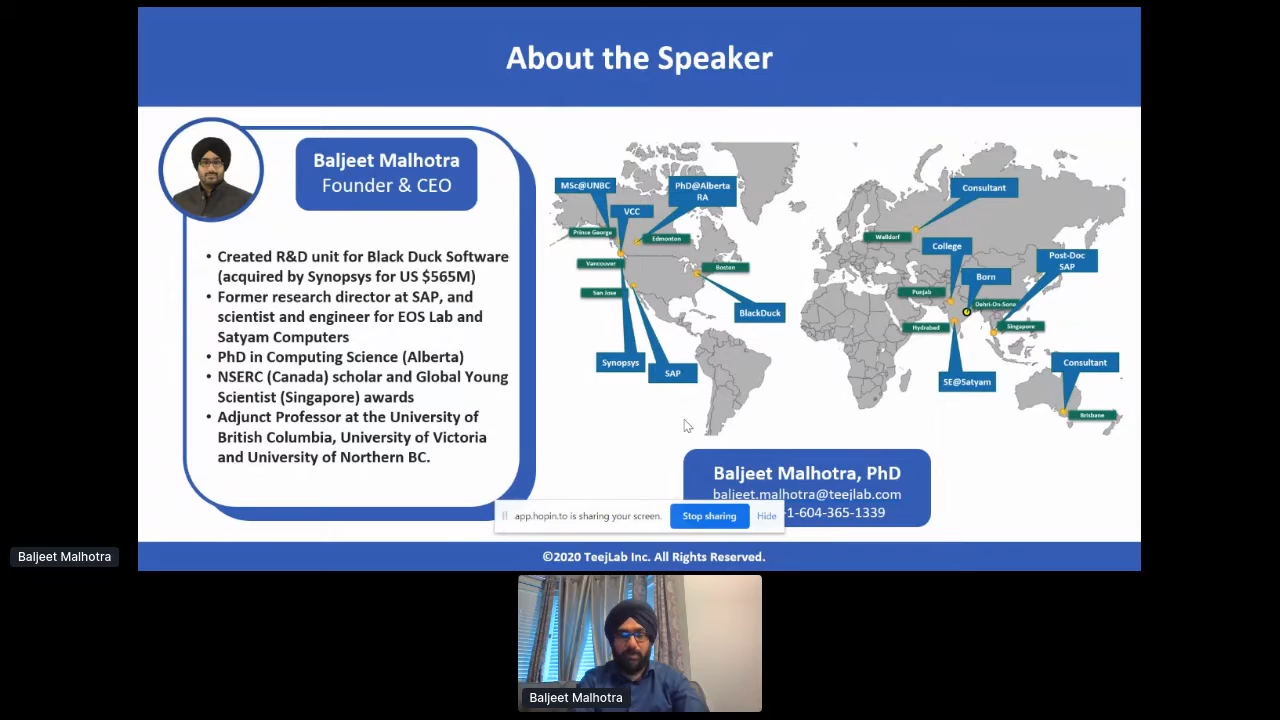 About the Speaker
Baljeet Malhotra
Founder & CEO
• Created R&D unit for Black Duck Software
(acquired by Synopsys for US $565M)
• Former research director at SAP, and
scientist and engineer for EOS Lab and
Satyam Computers
• PhD in Computing Science (Alberta)
• NSERC (Canada) scholar and Global Young
Scientist (Singapore) awards
• Adjunct Professor at the University of
British Columbia, University of Victoria
and University of Northern BC.
MSc@UNBC
PhD@Alberta
RA
VCC
Prince George
Edmonton
Vancouver
Boston
San Jose
BlackDuck
Synopsys
SAP
Consultant
Walldorf
College
Post-Doc
SAP
Born
Punjab
Dehri-On-Sone
Hydrabad
Singapore
SE@Satyam
Consultant
Brisbane
Baljeet Malhotra, PhD
baljeet.malhotra@teejlab.com
-1-604-365-1339
app.hopin.to is sharing your screen.
Stop sharing
Hide
©2020 TeejLab Inc. All Rights Reserved.
Baljeet Malhotra
Baljeet Malhotra